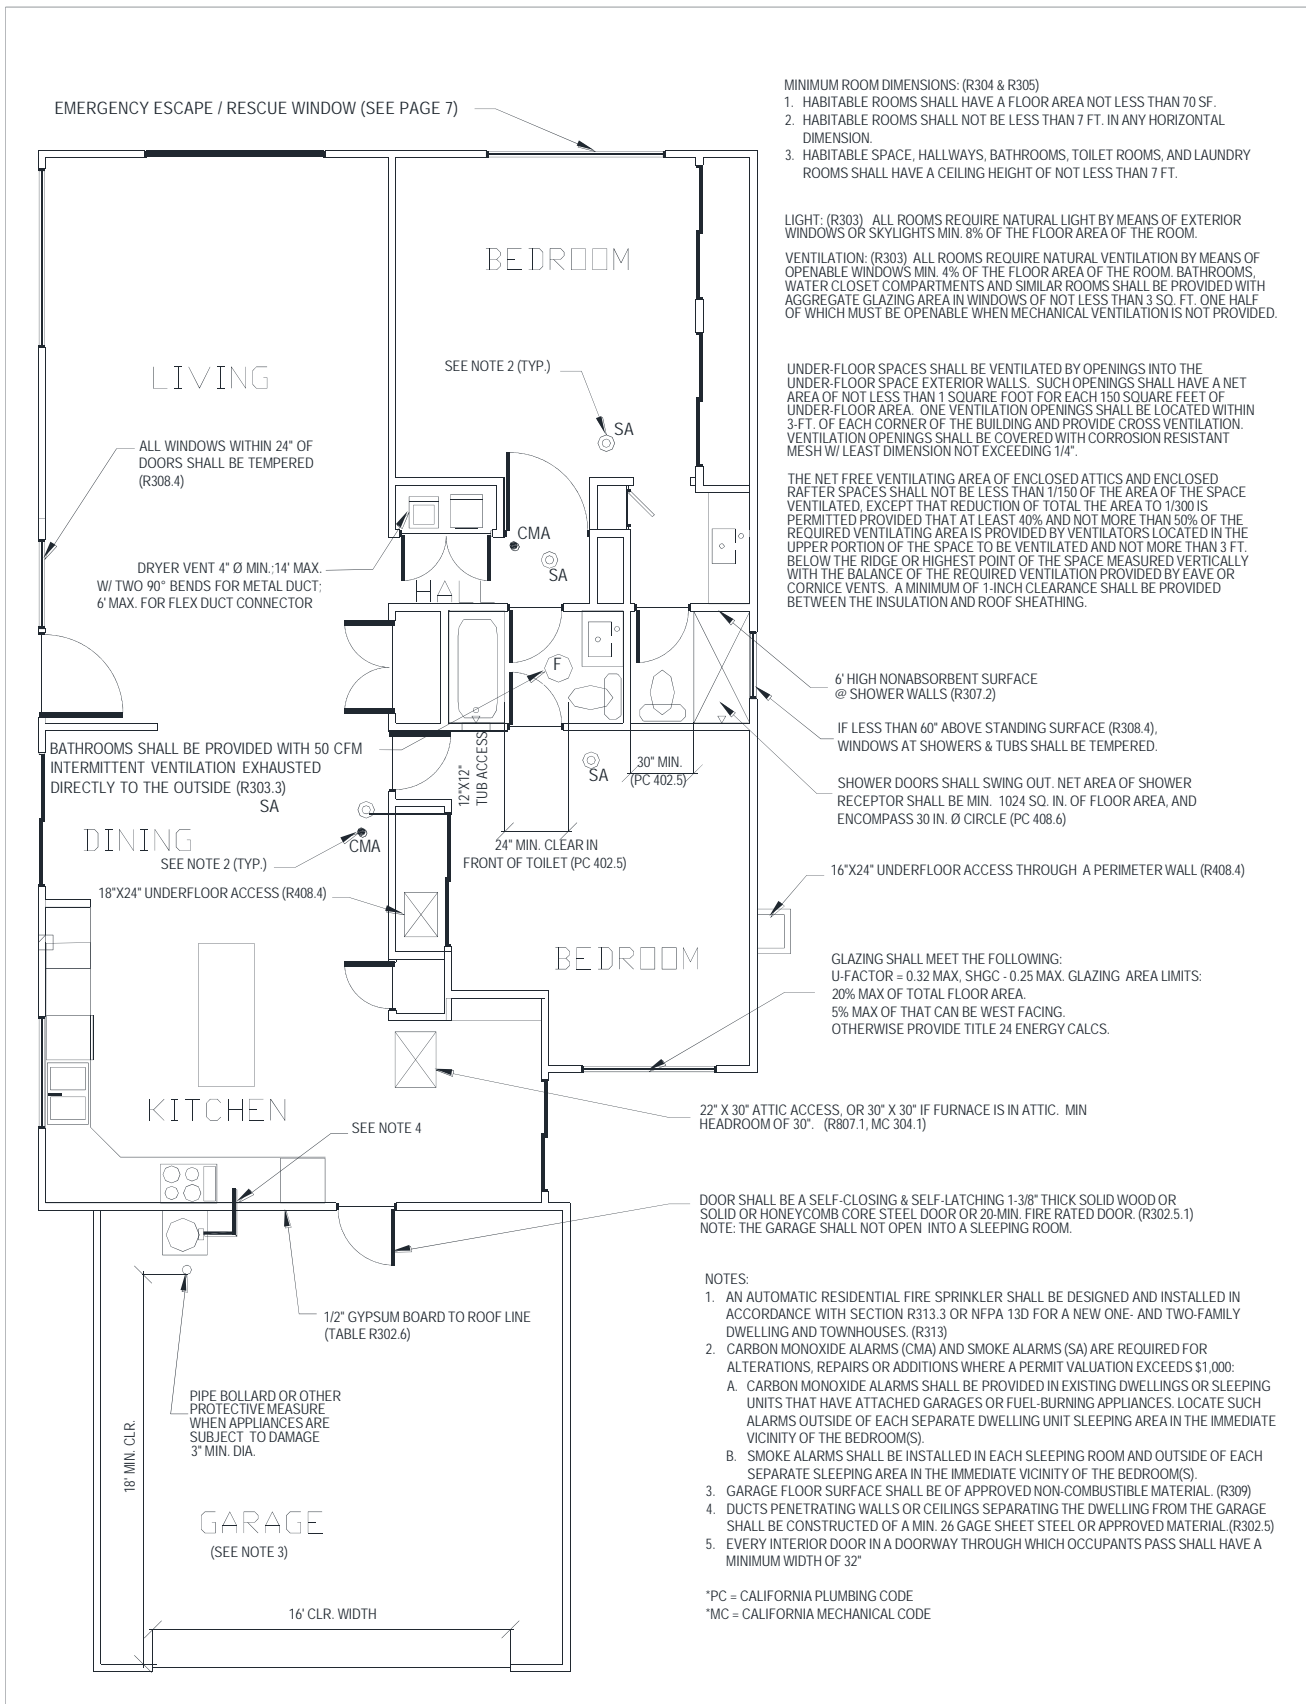 EMERGENCY ESCAPE / RESCUE WINDOW (SEE PAGE 7)
BEDROOM
LIVING
SEE NOTE 2 (TYP.)
SA
ALL WINDOWS WITHIN 24" OF
DOORS SHALL BE TEMPERED
(R308.4)
CMA
SA
DRYER VENT 4" Ø MIN.;14' MAX.
W/ TWO 90° BENDS FOR METAL DUCT;
6' MAX. FOR FLEX DUCT CONNECTOR
HALL
F
BATHROOMS SHALL BE PROVIDED WITH 50 CFM
INTERMITTENT VENTILATION EXHAUSTED
DIRECTLY TO THE OUTSIDE (R303.3)
SA
12"X12"
TUB ACCESS
SA
30" MIN.
(PC 402.5)
DINING
CMA
SEE NOTE 2 (TYP.)
24" MIN. CLEAR IN
FRONT OF TOILET (PC 402.5)
18"X24" UNDERFLOOR ACCESS (R408.4)
BEDROOM
KITCHEN
SEE NOTE 4
1/2" GYPSUM BOARD TO ROOF LINE
(TABLE R302.6)
PIPE BOLLARD OR OTHER
PROTECTIVE MEASURE
WHEN APPLIANCES ARE
SUBJECT TO DAMAGE
3" MIN. DIA.
18' MIN. CLR.
GARAGE
(SEE NOTE 3)
16' CLR. WIDTH
MINIMUM ROOM DIMENSIONS: (R304 & R305)
1. HABITABLE ROOMS SHALL HAVE A FLOOR AREA NOT LESS THAN 70 SF.
2. HABITABLE ROOMS SHALL NOT BE LESS THAN 7 FT. IN ANY HORIZONTAL
DIMENSION.
3. HABITABLE SPACE, HALLWAYS, BATHROOMS, TOILET ROOMS, AND LAUNDRY
ROOMS SHALL HAVE A CEILING HEIGHT OF NOT LESS THAN 7 FT.
LIGHT: (R303) ALL ROOMS REQUIRE NATURAL LIGHT BY MEANS OF EXTERIOR
WINDOWS OR SKYLIGHTS MIN. 8% OF THE FLOOR AREA OF THE ROOM.
VENTILATION: (R303) ALL ROOMS REQUIRE NATURAL VENTILATION BY MEANS OF
OPENABLE WINDOWS MIN. 4% OF THE FLOOR AREA OF THE ROOM. BATHROOMS,
WATER CLOSET COMPARTMENTS AND SIMILAR ROOMS SHALL BE PROVIDED WITH
AGGREGATE GLAZING AREA IN WINDOWS OF NOT LESS THAN 3 SQ. FT. ONE HALF
OF WHICH MUST BE OPENABLE WHEN MECHANICAL VENTILATION IS NOT PROVIDED.
UNDER-FLOOR SPACES SHALL BE VENTILATED BY OPENINGS INTO THE
UNDER-FLOOR SPACE EXTERIOR WALLS. SUCH OPENINGS SHALL HAVE A NET
AREA OF NOT LESS THAN 1 SQUARE FOOT FOR EACH 150 SQUARE FEET OF
UNDER-FLOOR AREA. ONE VENTILATION OPENINGS SHALL BE LOCATED WITHIN
3-FT. OF EACH CORNER OF THE BUILDING AND PROVIDE CROSS VENTILATION.
VENTILATION OPENINGS SHALL BE COVERED WITH CORROSION RESISTANT
MESH W/ LEAST DIMENSION NOT EXCEEDING 1/4".
THE NET FREE VENTILATING AREA OF ENCLOSED ATTICS AND ENCLOSED
RAFTER SPACES SHALL NOT BE LESS THAN 1/150 OF THE AREA OF THE SPACE
VENTILATED, EXCEPT THAT REDUCTION OF TOTAL THE AREA TO 1/300 IS
PERMITTED PROVIDED THAT AT LEAST 40% AND NOT MORE THAN 50% OF THE
REQUIRED VENTILATING AREA IS PROVIDED BY VENTILATORS LOCATED IN THE
UPPER PORTION OF THE SPACE TO BE VENTILATED AND NOT MORE THAN 3 FT.
BELOW THE RIDGE OR HIGHEST POINT OF THE SPACE MEASURED VERTICALLY
WITH THE BALANCE OF THE REQUIRED VENTILATION PROVIDED BY EAVE OR
CORNICE VENTS. A MINIMUM OF 1-INCH CLEARANCE SHALL BE PROVIDED
BETWEEN THE INSULATION AND ROOF SHEATHING.
6' HIGH NONABSORBENT SURFACE
@ SHOWER WALLS (R307.2)
IF LESS THAN 60" ABOVE STANDING SURFACE (R308.4),
WINDOWS AT SHOWERS & TUBS SHALL BE TEMPERED.
SHOWER DOORS SHALL SWING OUT. NET AREA OF SHOWER
RECEPTOR SHALL BE MIN. 1024 SQ. IN. OF FLOOR AREA, AND
ENCOMPASS 30 IN. Ø CIRCLE (PC 408.6)
16"X24" UNDERFLOOR ACCESS THROUGH A PERIMETER WALL (R408.4)
GLAZING SHALL MEET THE FOLLOWING:
U-FACTOR = 0.32 MAX, SHGC - 0.25 MAX. GLAZING AREA LIMITS:
20% MAX OF TOTAL FLOOR AREA.
5% MAX OF THAT CAN BE WEST FACING.
OTHERWISE PROVIDE TITLE 24 ENERGY CALCS.
22" X 30" ATTIC ACCESS, OR 30" X 30" IF FURNACE IS IN ATTIC. MIN
HEADROOM OF 30". (R807.1, MC 304.1)
DOOR SHALL BE A SELF-CLOSING & SELF-LATCHING 1-3/8" THICK SOLID WOOD OR
SOLID OR HONEYCOMB CORE STEEL DOOR OR 20-MIN. FIRE RATED DOOR. (R302.5.1)
NOTE: THE GARAGE SHALL NOT OPEN INTO A SLEEPING ROOM.
NOTES:
1. AN AUTOMATIC RESIDENTIAL FIRE SPRINKLER SHALL BE DESIGNED AND INSTALLED IN
ACCORDANCE WITH SECTION R313.3 OR NFPA 13D FOR A NEW ONE- AND TWO-FAMILY
DWELLING AND TOWNHOUSES. (R313)
2. CARBON MONOXIDE ALARMS (CMA) AND SMOKE ALARMS (SA) ARE REQUIRED FOR
ALTERATIONS, REPAIRS OR ADDITIONS WHERE A PERMIT VALUATION EXCEEDS $1,000:
A. CARBON MONOXIDE ALARMS SHALL BE PROVIDED IN EXISTING DWELLINGS OR SLEEPING
UNITS THAT HAVE ATTACHED GARAGES OR FUEL-BURNING APPLIANCES. LOCATE SUCH
ALARMS OUTSIDE OF EACH SEPARATE DWELLING UNIT SLEEPING AREA IN THE IMMEDIATE
VICINITY OF THE BEDROOM(S).
B. SMOKE ALARMS SHALL BE INSTALLED IN EACH SLEEPING ROOM AND OUTSIDE OF EACH
SEPARATE SLEEPING AREA IN THE IMMEDIATE VICINITY OF THE BEDROOM(S).
3. GARAGE FLOOR SURFACE SHALL BE OF APPROVED NON-COMBUSTIBLE MATERIAL. (R309)
4. DUCTS PENETRATING WALLS OR CEILINGS SEPARATING THE DWELLING FROM THE GARAGE
SHALL BE CONSTRUCTED OF A MIN. 26 GAGE SHEET STEEL OR APPROVED MATERIAL.(R302.5)
5. EVERY INTERIOR DOOR IN A DOORWAY THROUGH WHICH OCCUPANTS PASS SHALL HAVE A
MINIMUM WIDTH OF 32"
*PC = CALIFORNIA PLUMBING CODE
*MC = CALIFORNIA MECHANICAL CODE